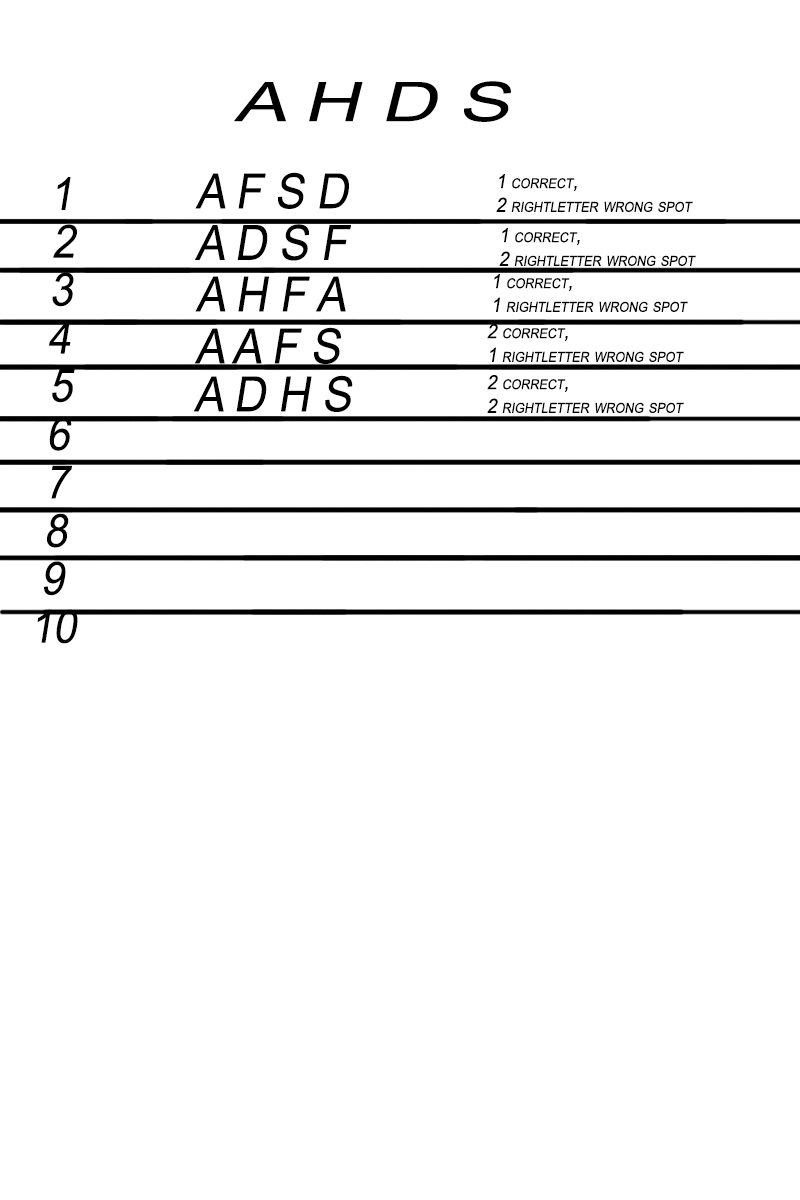 A H D S
1 A F S D 1 CORRECT,
2 RIGHTLETTER WRONG SPOT
2 A D S F 1 CORRECT,
2 RIGHTLETTER WRONG SPOT
3 A H F A 1 CORRECT,
1 RIGHTLETTER WRONG SPOT
4 A A F S 2 CORRECT,
1 RIGHTLETTER WRONG SPOT
5 A D H S 2 CORRECT,
2 RIGHTLETTER WRONG SPOT
6
7
8
9
10